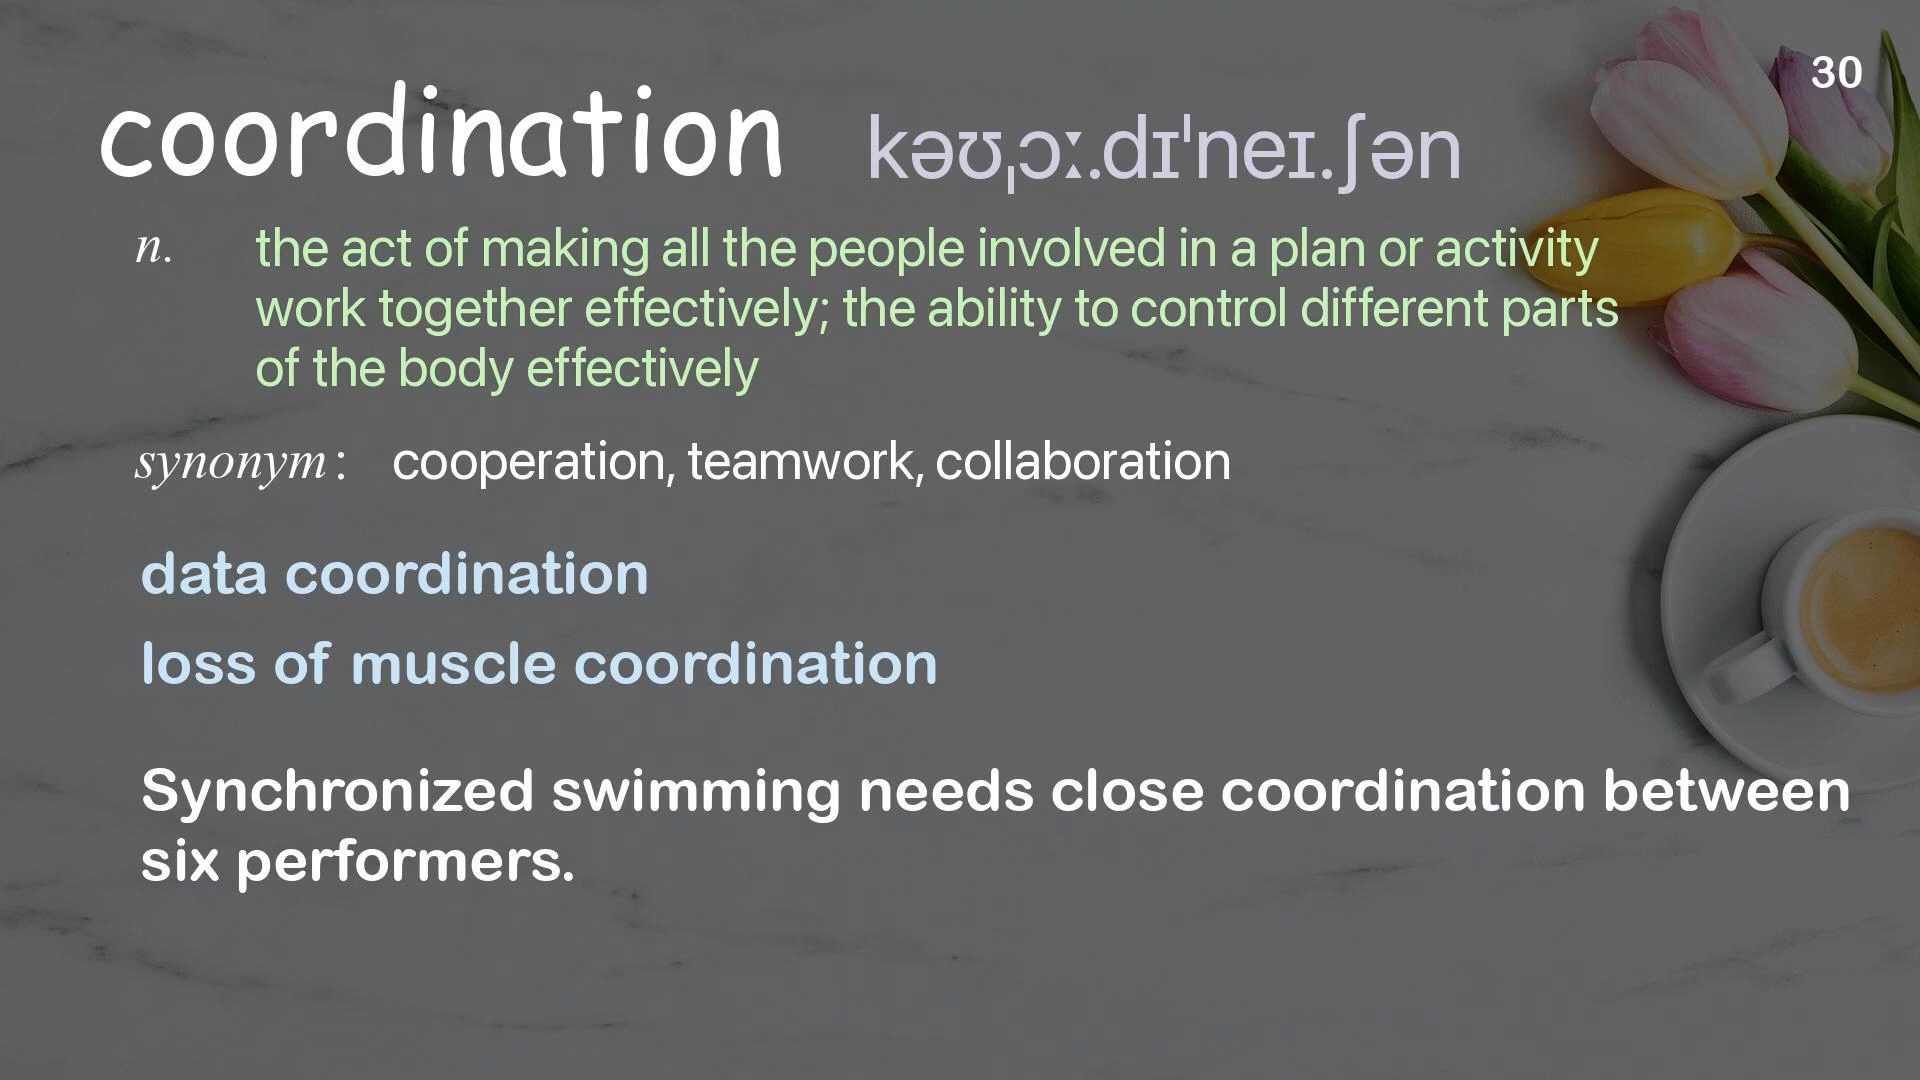 30
coordination kəʊˌɔː.dɪˈneɪ.ʃən
n. the act of making all the people involved in a plan or activity
work together effectively; the ability to control different parts
of the body effectively
synonym: cooperation, teamwork, collaboration
data coordination
loss of muscle coordination
Synchronized swimming needs close coordination between
six performers.